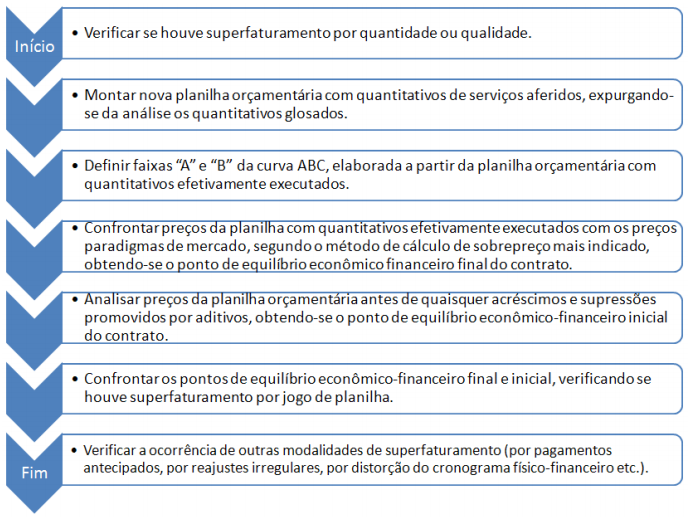 Início
• Verificar se houve superfaturamento por quantidade ou qualidade.
• Montar nova planilha orçamentária com quantitativos de serviços aferidos, expurgando-
se da análise os quantitativos glosados.
• Definir faixas “A” e “B” da curva ABC, elaborada a partir da planilha orçamentária com
quantitativos efetivamente executados.
• Confrontar preços da planilha com quantitativos efetivamente executados com os preços
paradigmas de mercado, segundo o método de cálculo de sobrepreço mais indicado,
obtendo-se o ponto de equilíbrio econômico financeiro final do contrato.
• Analisar preços da planilha orçamentária antes de quaisquer acréscimos e supressões
promovidos por aditivos, obtendo-se o ponto de equilíbrio econômico-financeiro inicial
do contrato.
• Confrontar os pontos de equilíbrio econômico-financeiro final e inicial, verificando se
houve superfaturamento por jogo de planilha.
Fim
• Verificar a ocorrência de outras modalidades de superfaturamento (por pagamentos
antecipados, por reajustes irregulares, por distorção do cronograma físico-financeiro etc.).